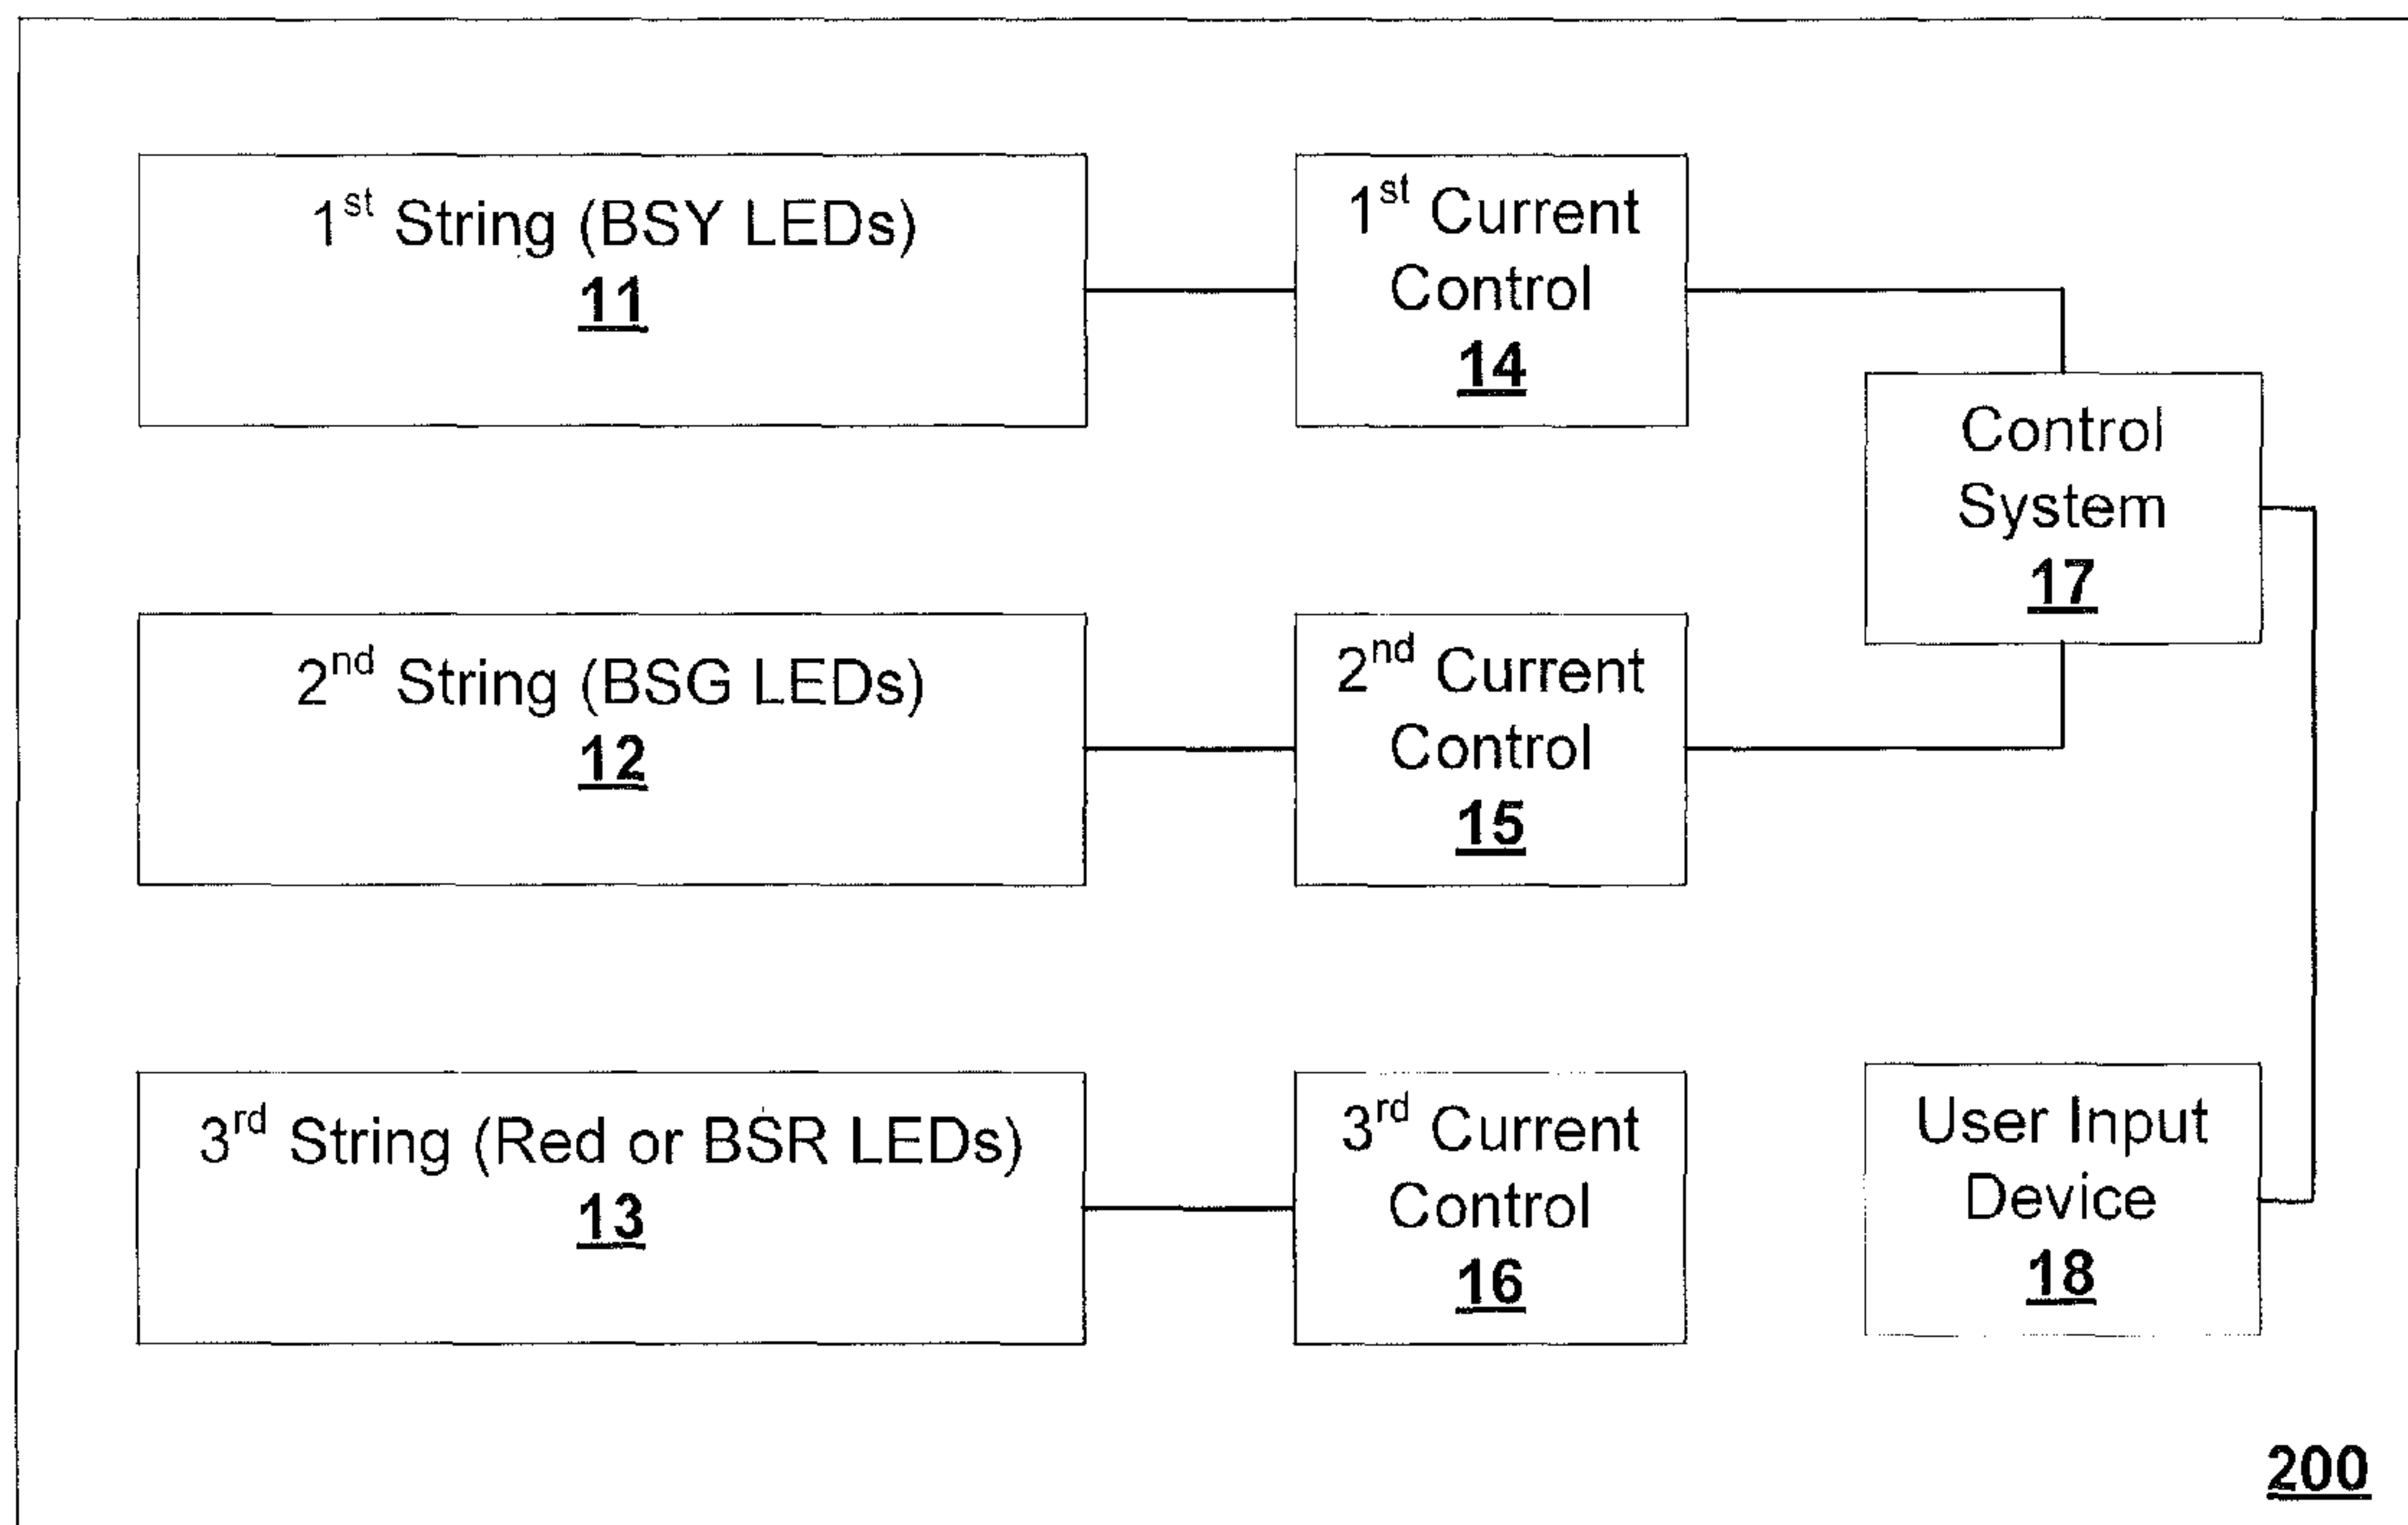 1st String (BSY LEDs)
11
1st Current
Control
14
Control
System
17
2nd String (BSG LEDs)
12
2nd Current
Control
15
3rd String (Red or BSR LEDs)
13
3rd Current
Control
16
User Input
Device
18
200